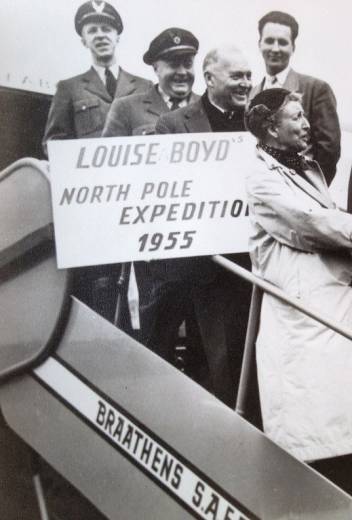 LOUISE BOYD'S
NORTH POLE
EXPEDITIO
1955
BRAATHENS S.A.F.